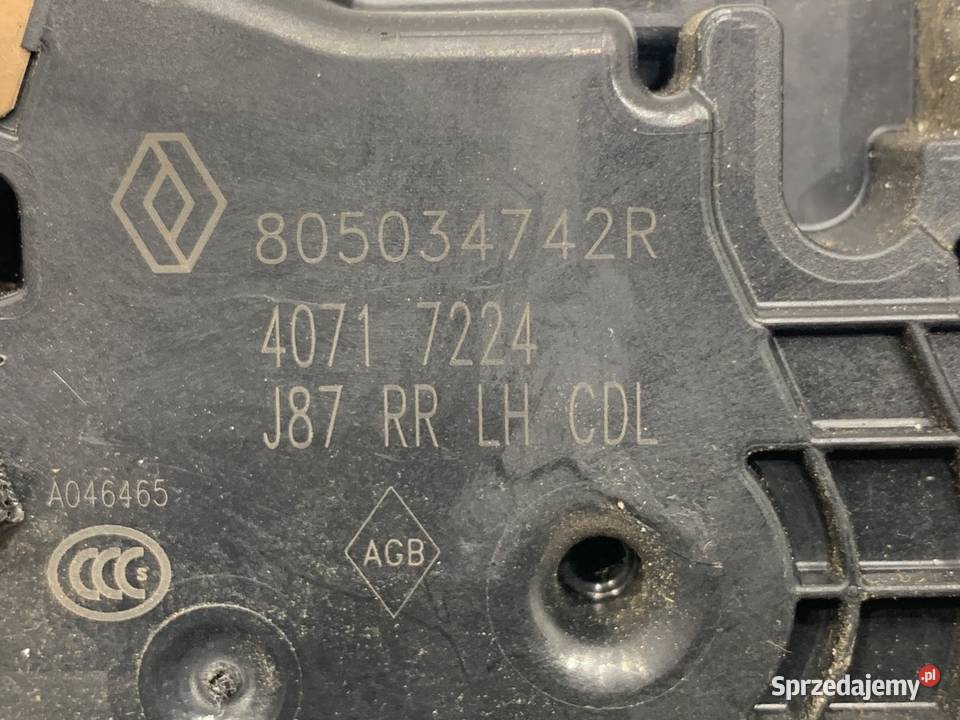 805034742R
4071 7224
J87 RR LH CDL
A046465
CCC S
AGB
Sprzedajemy.pl